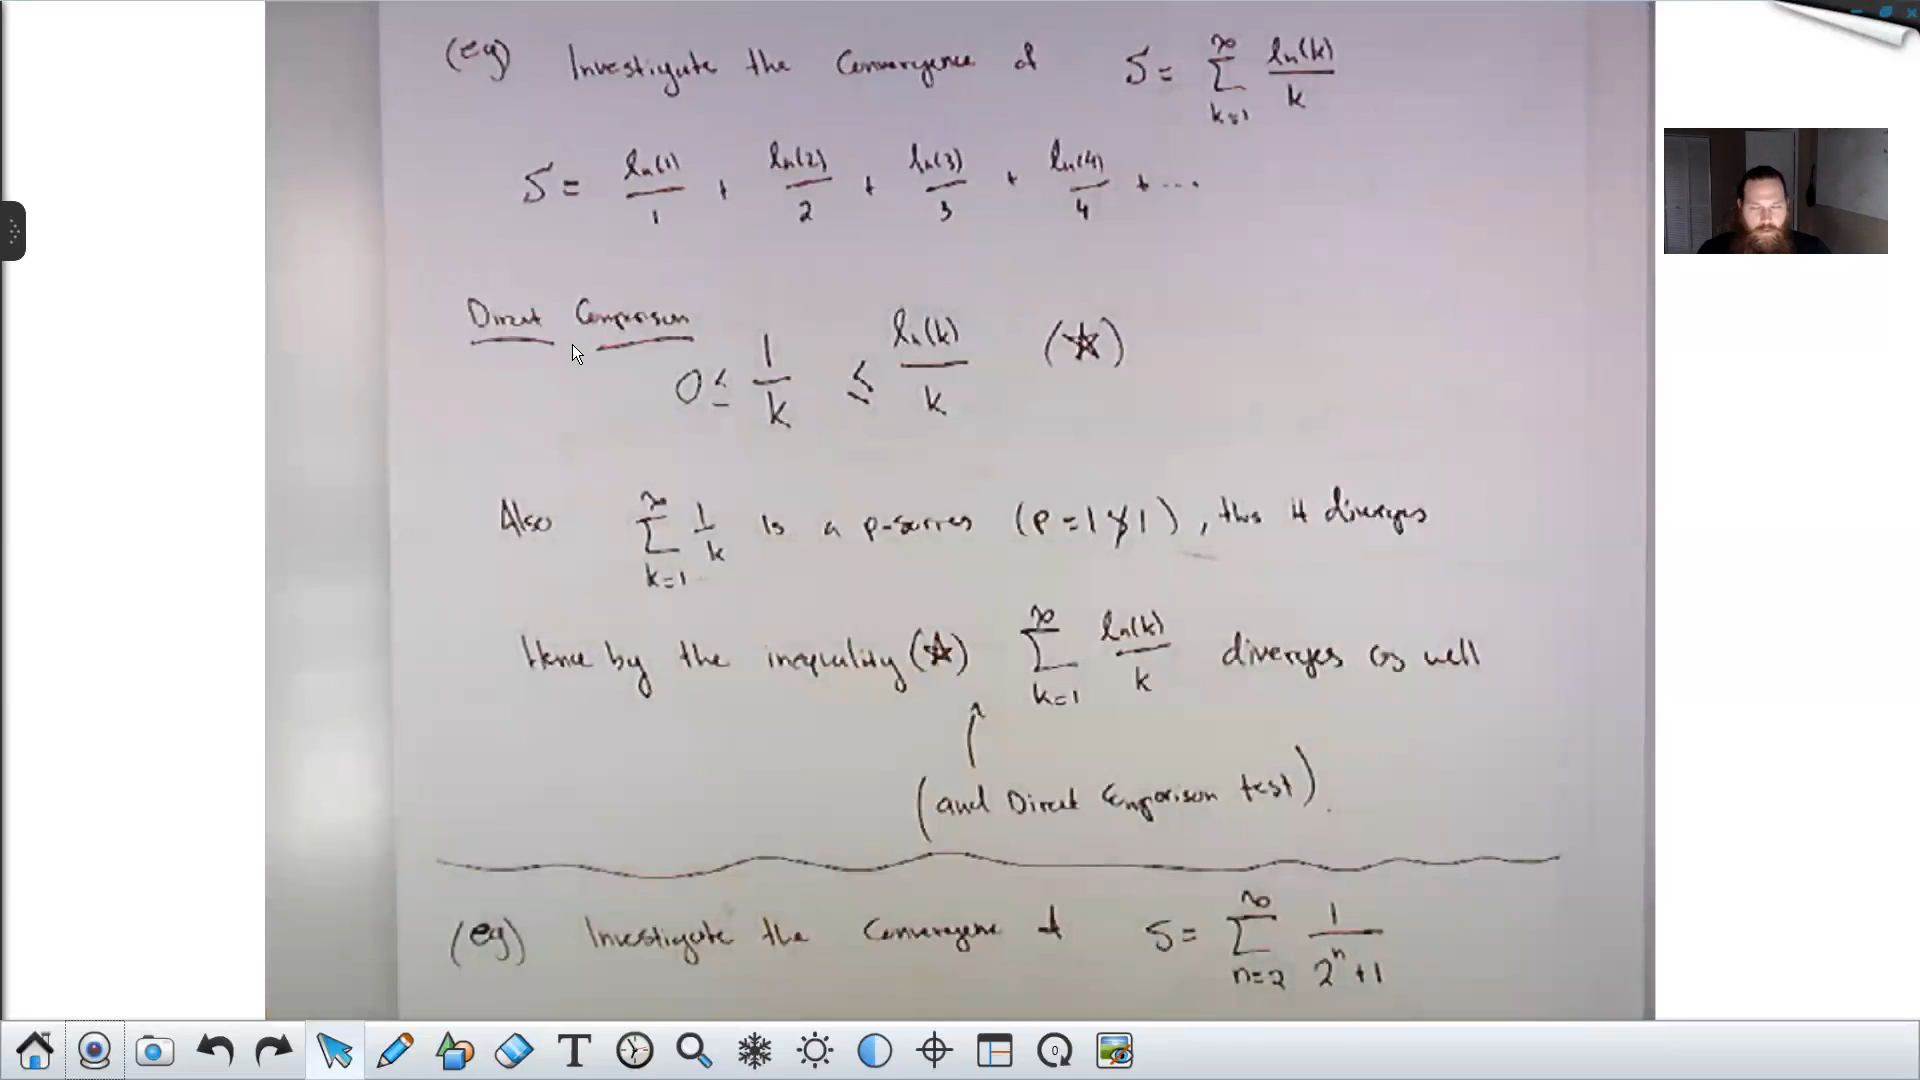 (eg) Investigate the Convergence of S = ∑_{k=1}^{∞} ln(k)/k
S = ln(1)/1 + ln(2)/2 + ln(3)/3 + ln(4)/4 + ...
Direct Comparison
0 ≤ 1/k ≤ ln(k)/k (☆)
Also ∑_{k=1}^{∞} 1/k is a p-series (p = 1 ≯ 1), thus it diverges
Hence by the inequality (☆) ∑_{k=1}^{∞} ln(k)/k diverges as well
(and Direct Comparison test).
(eg) Investigate the Convergence of S = ∑_{n=2}^{∞} 1/(2^n + 1)
T
0